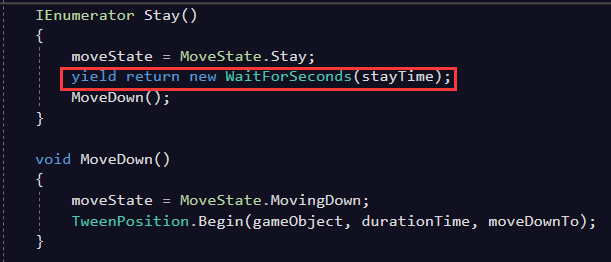 IEnumerator Stay()
{
moveState = MoveState.Stay;
yield return new WaitForSeconds(stayTime);
MoveDown();
}
void MoveDown()
{
moveState = MoveState.MovingDown;
TweenPosition.Begin(gameObject, durationTime, moveDownTo);
}